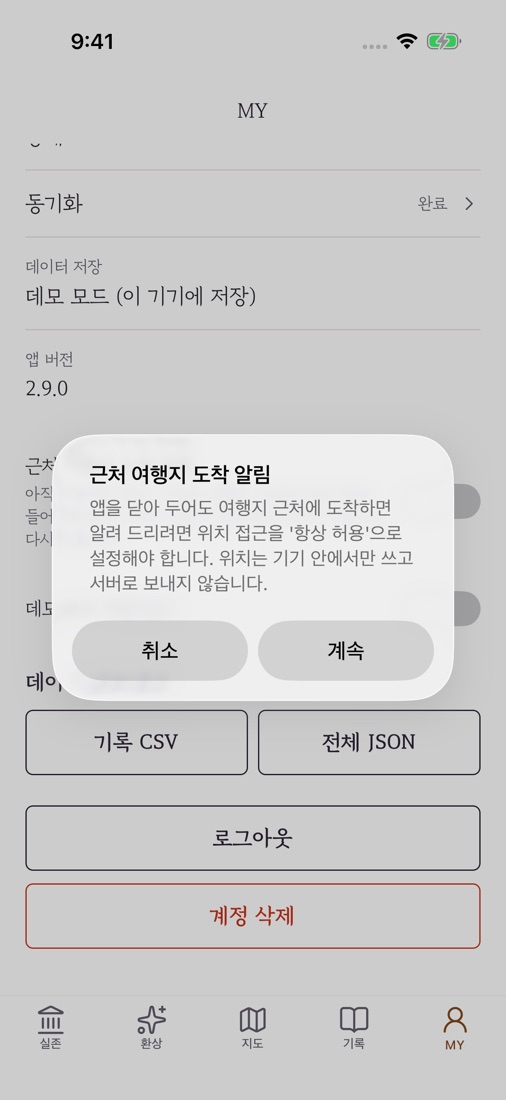 9:41
MY
동기화
완료
데이터 저장
데모 모드 (이 기기에 저장)
앱 버전
2.9.0
근처 여행지 도착 알림
앱을 닫아 두어도 여행지 근처에 도착하면
알려 드리려면 위치 접근을 '항상 허용'으로
설정해야 합니다. 위치는 기기 안에서만 쓰고
서버로 보내지 않습니다.
취소
계속
기록 CSV
전체 JSON
로그아웃
계정 삭제
실존
환상
지도
기록
MY